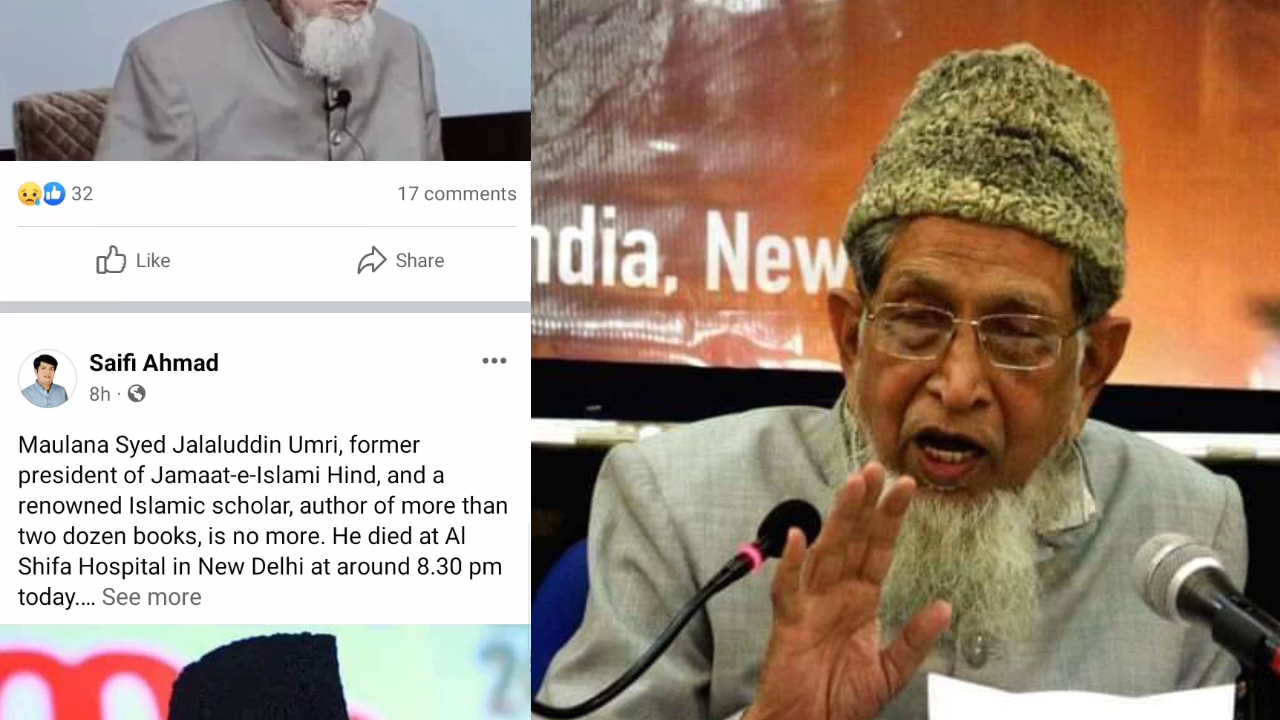 32
17 comments
Like
Share
Saifi Ahmad
8h ·
Maulana Syed Jalaluddin Umri, former
president of Jamaat-e-Islami Hind, and a
renowned Islamic scholar, author of more than
two dozen books, is no more. He died at Al
Shifa Hospital in New Delhi at around 8.30 pm
today.... See more
ndia, New